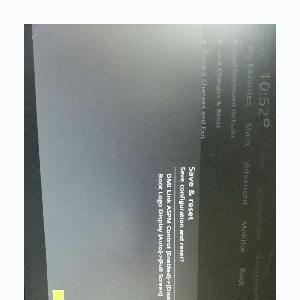 10:52
My Favorites Main Advanced Monitor Boot
Load Optimized Defaults
Save Changes & Reset
Discard Changes and Exit
Save & reset
Save configuration and reset?
DMI Link ASPM Control [Enabled]->[Disa
Boot Logo Display [Auto]->[Full Screen]